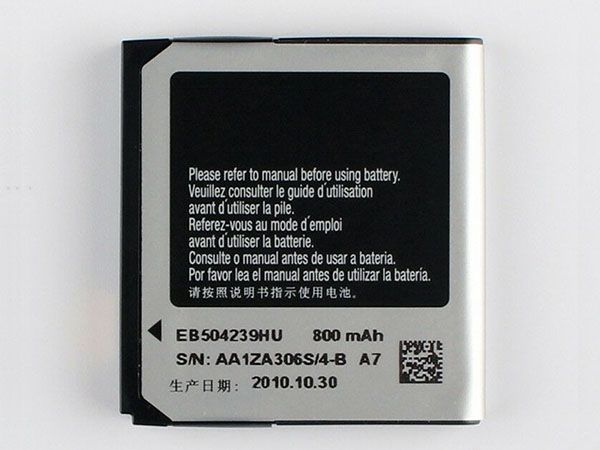 Please refer to manual before using battery.
Veuillez consulter le guide d'utilisation
avant d'utiliser la pile.
Referez-vous au mode d'emploi
avant d'utiliser la batterie.
Consulte o manual antes de usar a bateria.
Por favor lea el manual antes de utilizar la batería.
请按照说明书指示使用电池。
EB504239HU 800 mAh
S/N: AA1ZA306S/4-B A7
生产日期: 2010.10.30